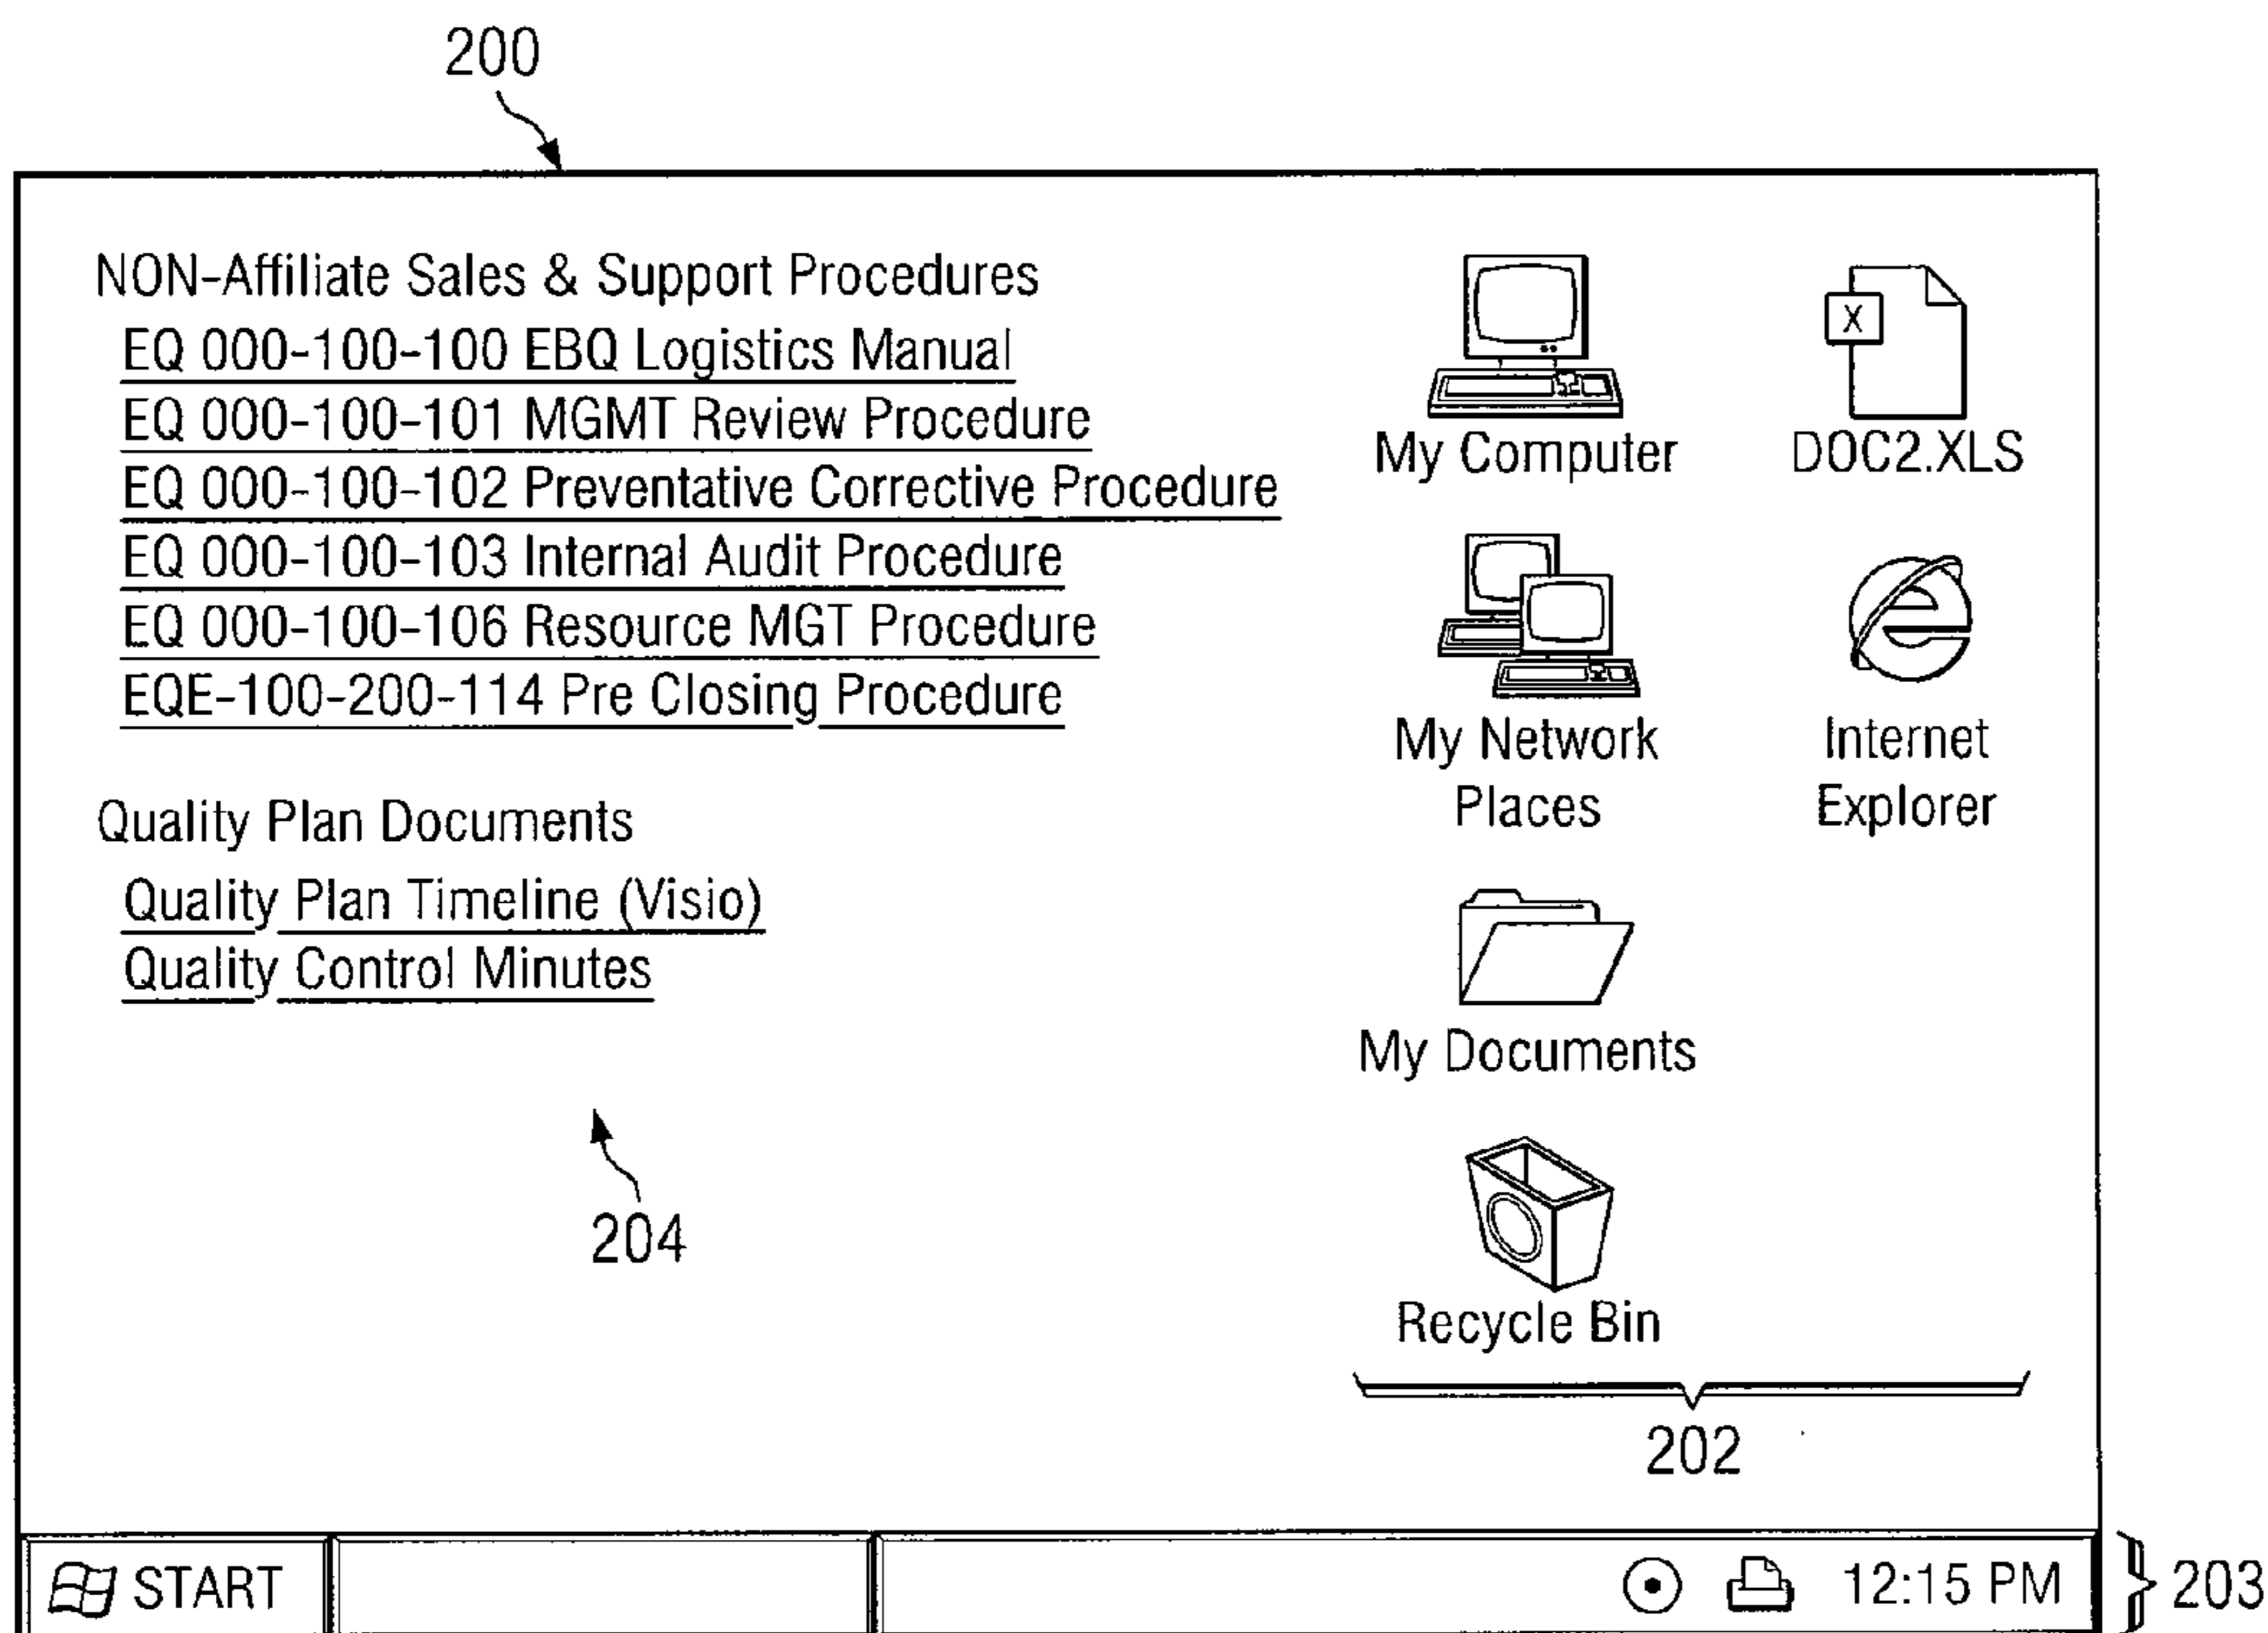 200
NON-Affiliate Sales & Support Procedures
EQ 000-100-100 EBQ Logistics Manual
EQ 000-100-101 MGMT Review Procedure
EQ 000-100-102 Preventative Corrective Procedure
EQ 000-100-103 Internal Audit Procedure
EQ 000-100-106 Resource MGT Procedure
EQE-100-200-114 Pre Closing Procedure
Quality Plan Documents
Quality Plan Timeline (Visio)
Quality Control Minutes
204
My Computer
X
DOC2.XLS
My Network
Places
Internet
Explorer
My Documents
Recycle Bin
202
START
12:15 PM
203